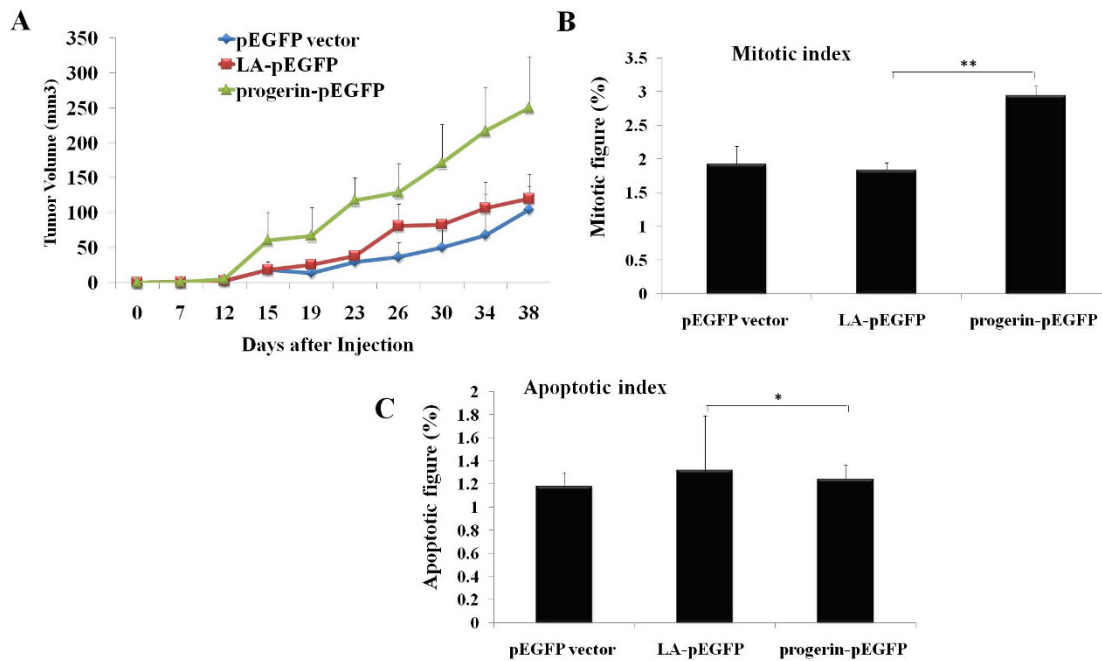 A
350
300
250
200
150
100
50
0
Tumor Volume (mm3)
pEGFP vector
LA-pEGFP
progerin-pEGFP
0 7 12 15 19 23 26 30 34 38
Days after Injection
B
Mitotic index
**
3.5
3
2.5
2
1.5
1
0.5
0
Mitotic figure (%)
pEGFP vector LA-pEGFP progerin-pEGFP
C
Apoptotic index
*
2
1.8
1.6
1.4
1.2
1
0.8
0.6
0.4
0.2
0
Apoptotic figure (%)
pEGFP vector LA-pEGFP progerin-pEGFP